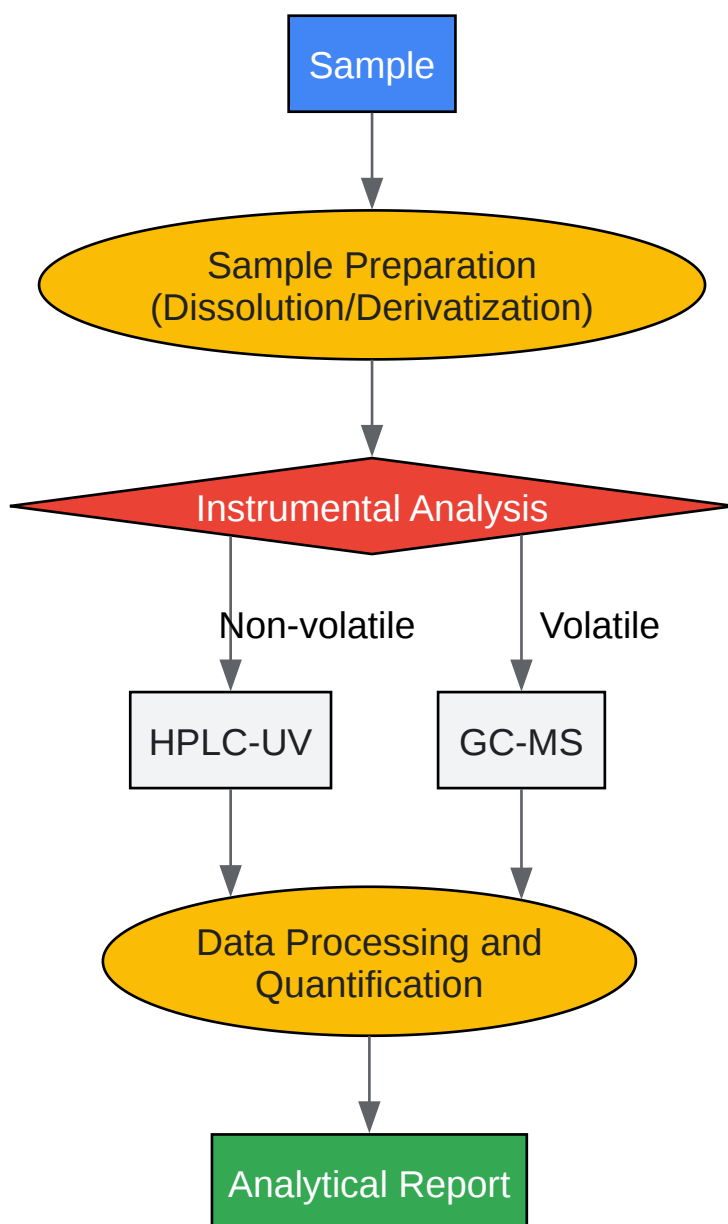 Sample
Sample Preparation
(Dissolution/Derivatization)
Instrumental Analysis
Non-volatile
Volatile
HPLC-UV
GC-MS
Data Processing and
Quantification
Analytical Report